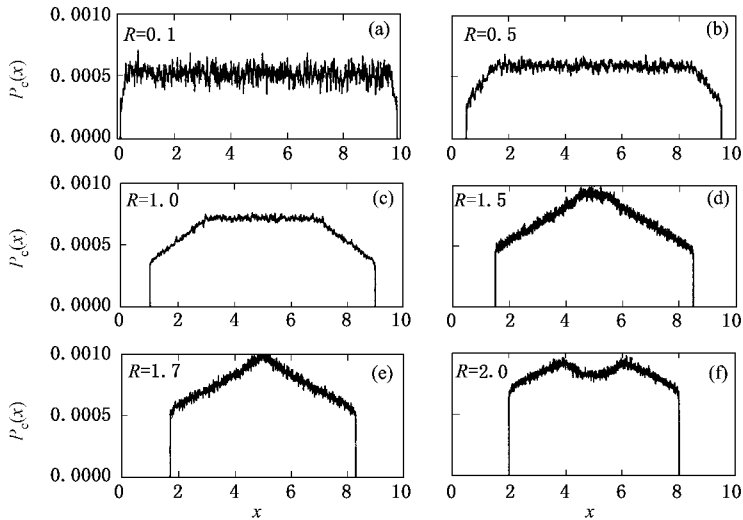 0.0010 R=0.1 (a) R=0.5 (b)
P_c(x) 0.0005
0.0000
0 2 4 6 8 10 0 2 4 6 8 10
0.0010 R=1.0 (c) R=1.5 (d)
P_c(x) 0.0005
0.0000
0 2 4 6 8 10 0 2 4 6 8 10
0.0010 R=1.7 (e) R=2.0 (f)
P_c(x) 0.0005
0.0000
0 2 4 6 8 10 0 2 4 6 8 10
x x